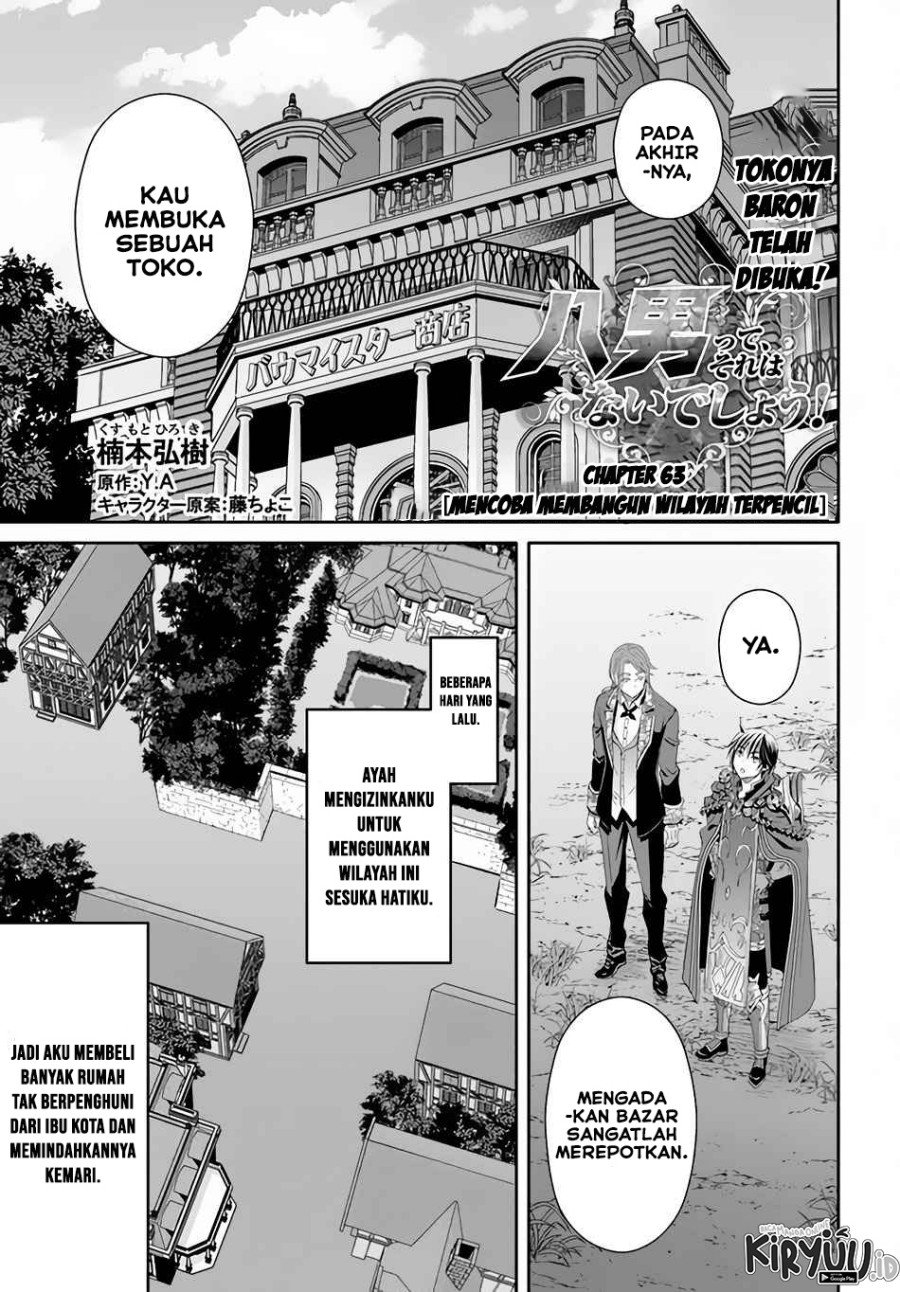 TOKONYA
BARON
TELAH
DIBUKA!
PADA
AKHIR
-NYA,
KAU
MEMBUKA
SEBUAH
TOKO.
八男
って、
それは
ないでしょう!
バウマイスター商店
くすもとひろき
楠本弘樹
原作:Y.A
キャラクター原案:藤ちょこ
CHAPTER 63
[MENCOBA MEMBANGUN WILAYAH TERPENCIL]
YA.
MENGADA
-KAN BAZAR
SANGATLAH
MEREPOTKAN.
BEBERAPA
HARI YANG
LALU.
AYAH
MENGIZINKANKU
UNTUK
MENGGUNAKAN
WILAYAH INI
SESUKA HATIKU.
JADI AKU MEMBELI
BANYAK RUMAH
TAK BERPENGHUNI
DARI IBU KOTA DAN
MEMINDAHKANNYA
KEMARI.
BACA MANGA ONLINE
KIRYUU.ID
Google Play